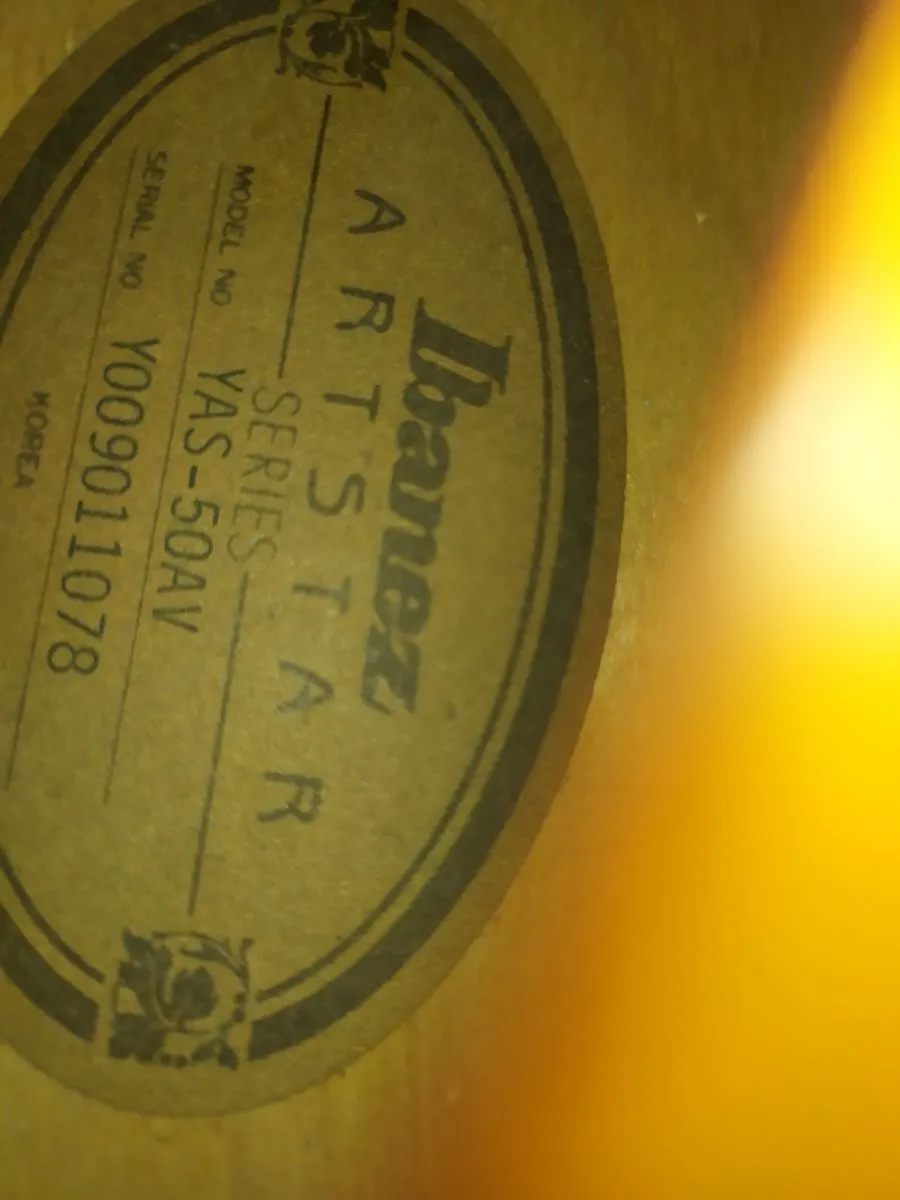 Ibanez
ARTSTAR
SERIES
MODEL NO YAS-50AV
SERIAL NO Y009011078
KOREA